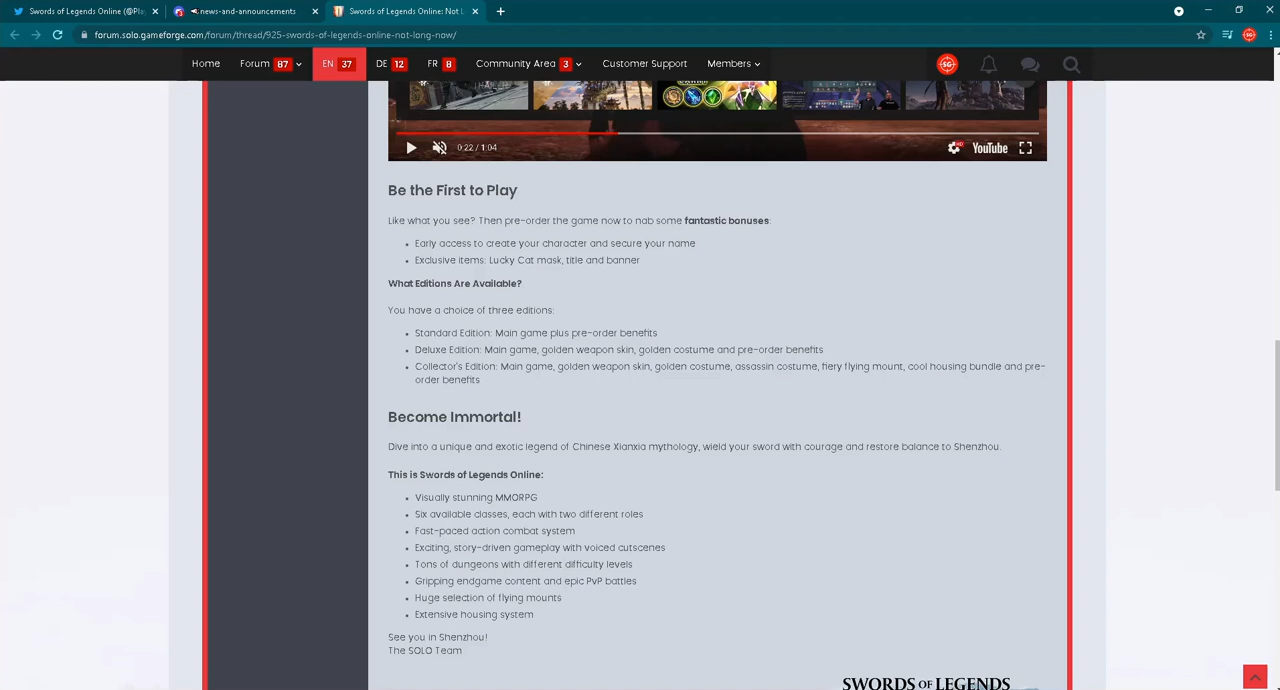 Swords of Legends Online (@Pla
news-and-announcements
Swords of Legends Online: Not L
forum.solo.gameforge.com/forum/thread/925-swords-of-legends-online-not-long-now/
Home Forum 87 EN 37 DE 12 FR 8 Community Area 3 Customer Support Members
0:22 / 1:04 HD YouTube
Be the First to Play
Like what you see? Then pre-order the game now to nab some fantastic bonuses:
• Early access to create your character and secure your name
• Exclusive items: Lucky Cat mask, title and banner
What Editions Are Available?
You have a choice of three editions:
• Standard Edition: Main game plus pre-order benefits
• Deluxe Edition: Main game, golden weapon skin, golden costume and pre-order benefits
• Collector's Edition: Main game, golden weapon skin, golden costume, assassin costume, fiery flying mount, cool housing bundle and pre-
order benefits
Become Immortal!
Dive into a unique and exotic legend of Chinese Xianxia mythology, wield your sword with courage and restore balance to Shenzhou.
This is Swords of Legends Online:
• Visually stunning MMORPG
• Six available classes, each with two different roles
• Fast-paced action combat system
• Exciting, story-driven gameplay with voiced cutscenes
• Tons of dungeons with different difficulty levels
• Gripping endgame content and epic PvP battles
• Huge selection of flying mounts
• Extensive housing system
See you in Shenzhou!
The SOLO Team
SWORDS OF LEGENDS